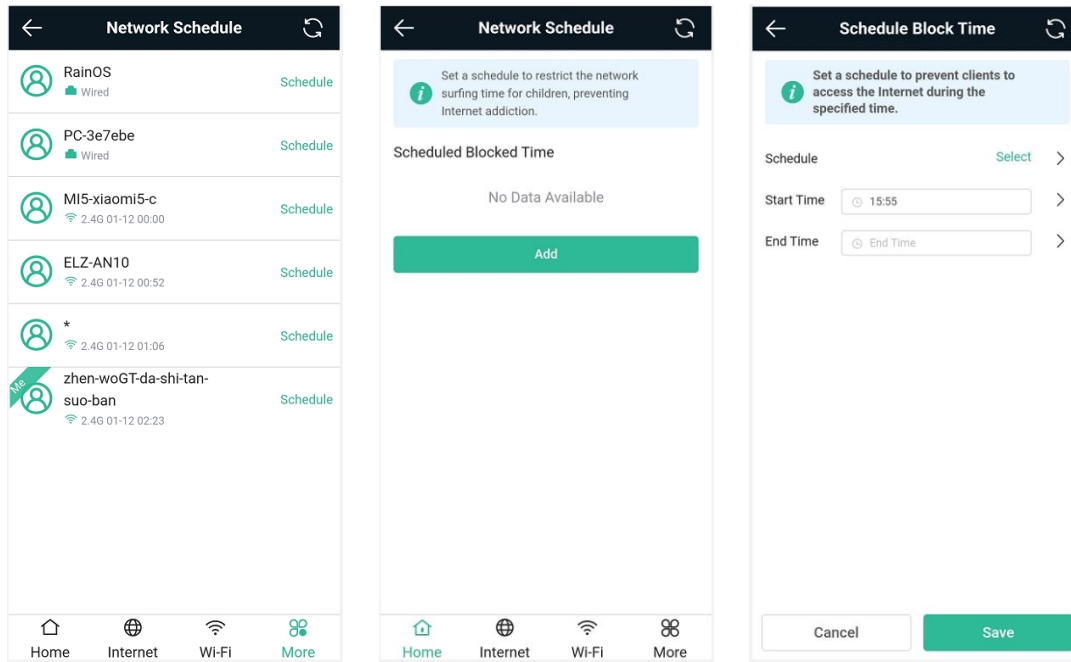 Network Schedule
RainOS
Wired
Schedule
PC-3e7ebe
Wired
Schedule
MI5-xiaomi5-c
2.4G 01-12 00:00
Schedule
ELZ-AN10
2.4G 01-12 00:52
Schedule
*
2.4G 01-12 01:06
Schedule
Me
zhen-woGT-da-shi-tan-
suo-ban
2.4G 01-12 02:23
Schedule
Home
Internet
Wi-Fi
More
Network Schedule
Set a schedule to restrict the network
surfing time for children, preventing
Internet addiction.
Scheduled Blocked Time
No Data Available
Add
Home
Internet
Wi-Fi
More
Schedule Block Time
Set a schedule to prevent clients to
access the Internet during the
specified time.
Schedule
Select
Start Time
15:55
End Time
End Time
Cancel
Save